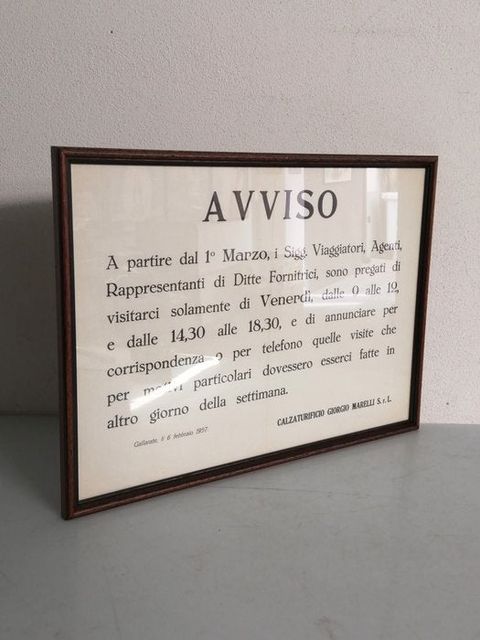 AVVISO
A partire dal 1º Marzo, i Sigg. Viaggiatori, Agenti,
Rappresentanti di Ditte Fornitrici, sono pregati di
visitarci solamente di Venerdì, dalle 9 alle 12,
e dalle 14,30 alle 18,30, e di annunciare per
corrispondenza o per telefono quelle visite che
per motivi particolari dovessero esserci fatte in
altro giorno della settimana.
CALZATURIFICIO GIORGIO MARELLI S. r. L.
Gallarate, il 6 febbraio 1957.